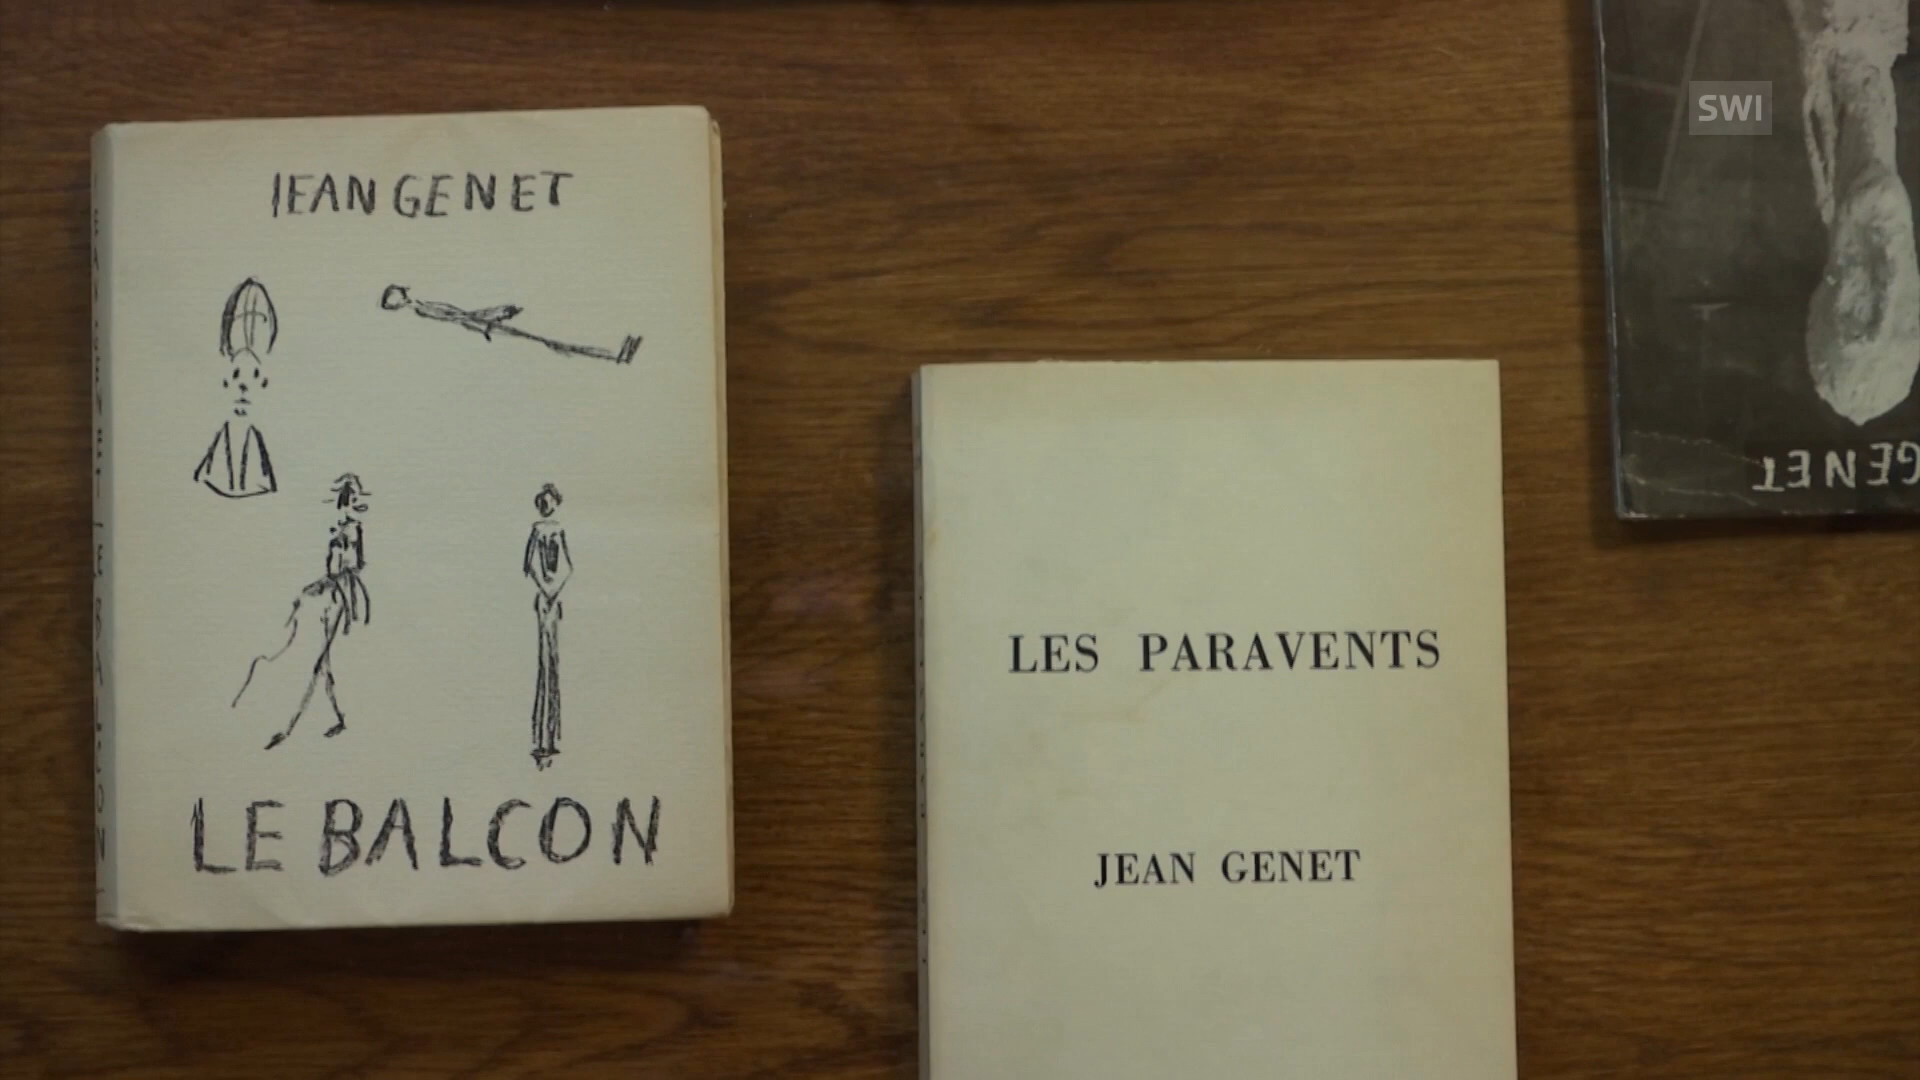 IEAN GENET
LE BALCON
LES PARAVENTS
JEAN GENET
SWI
GENET